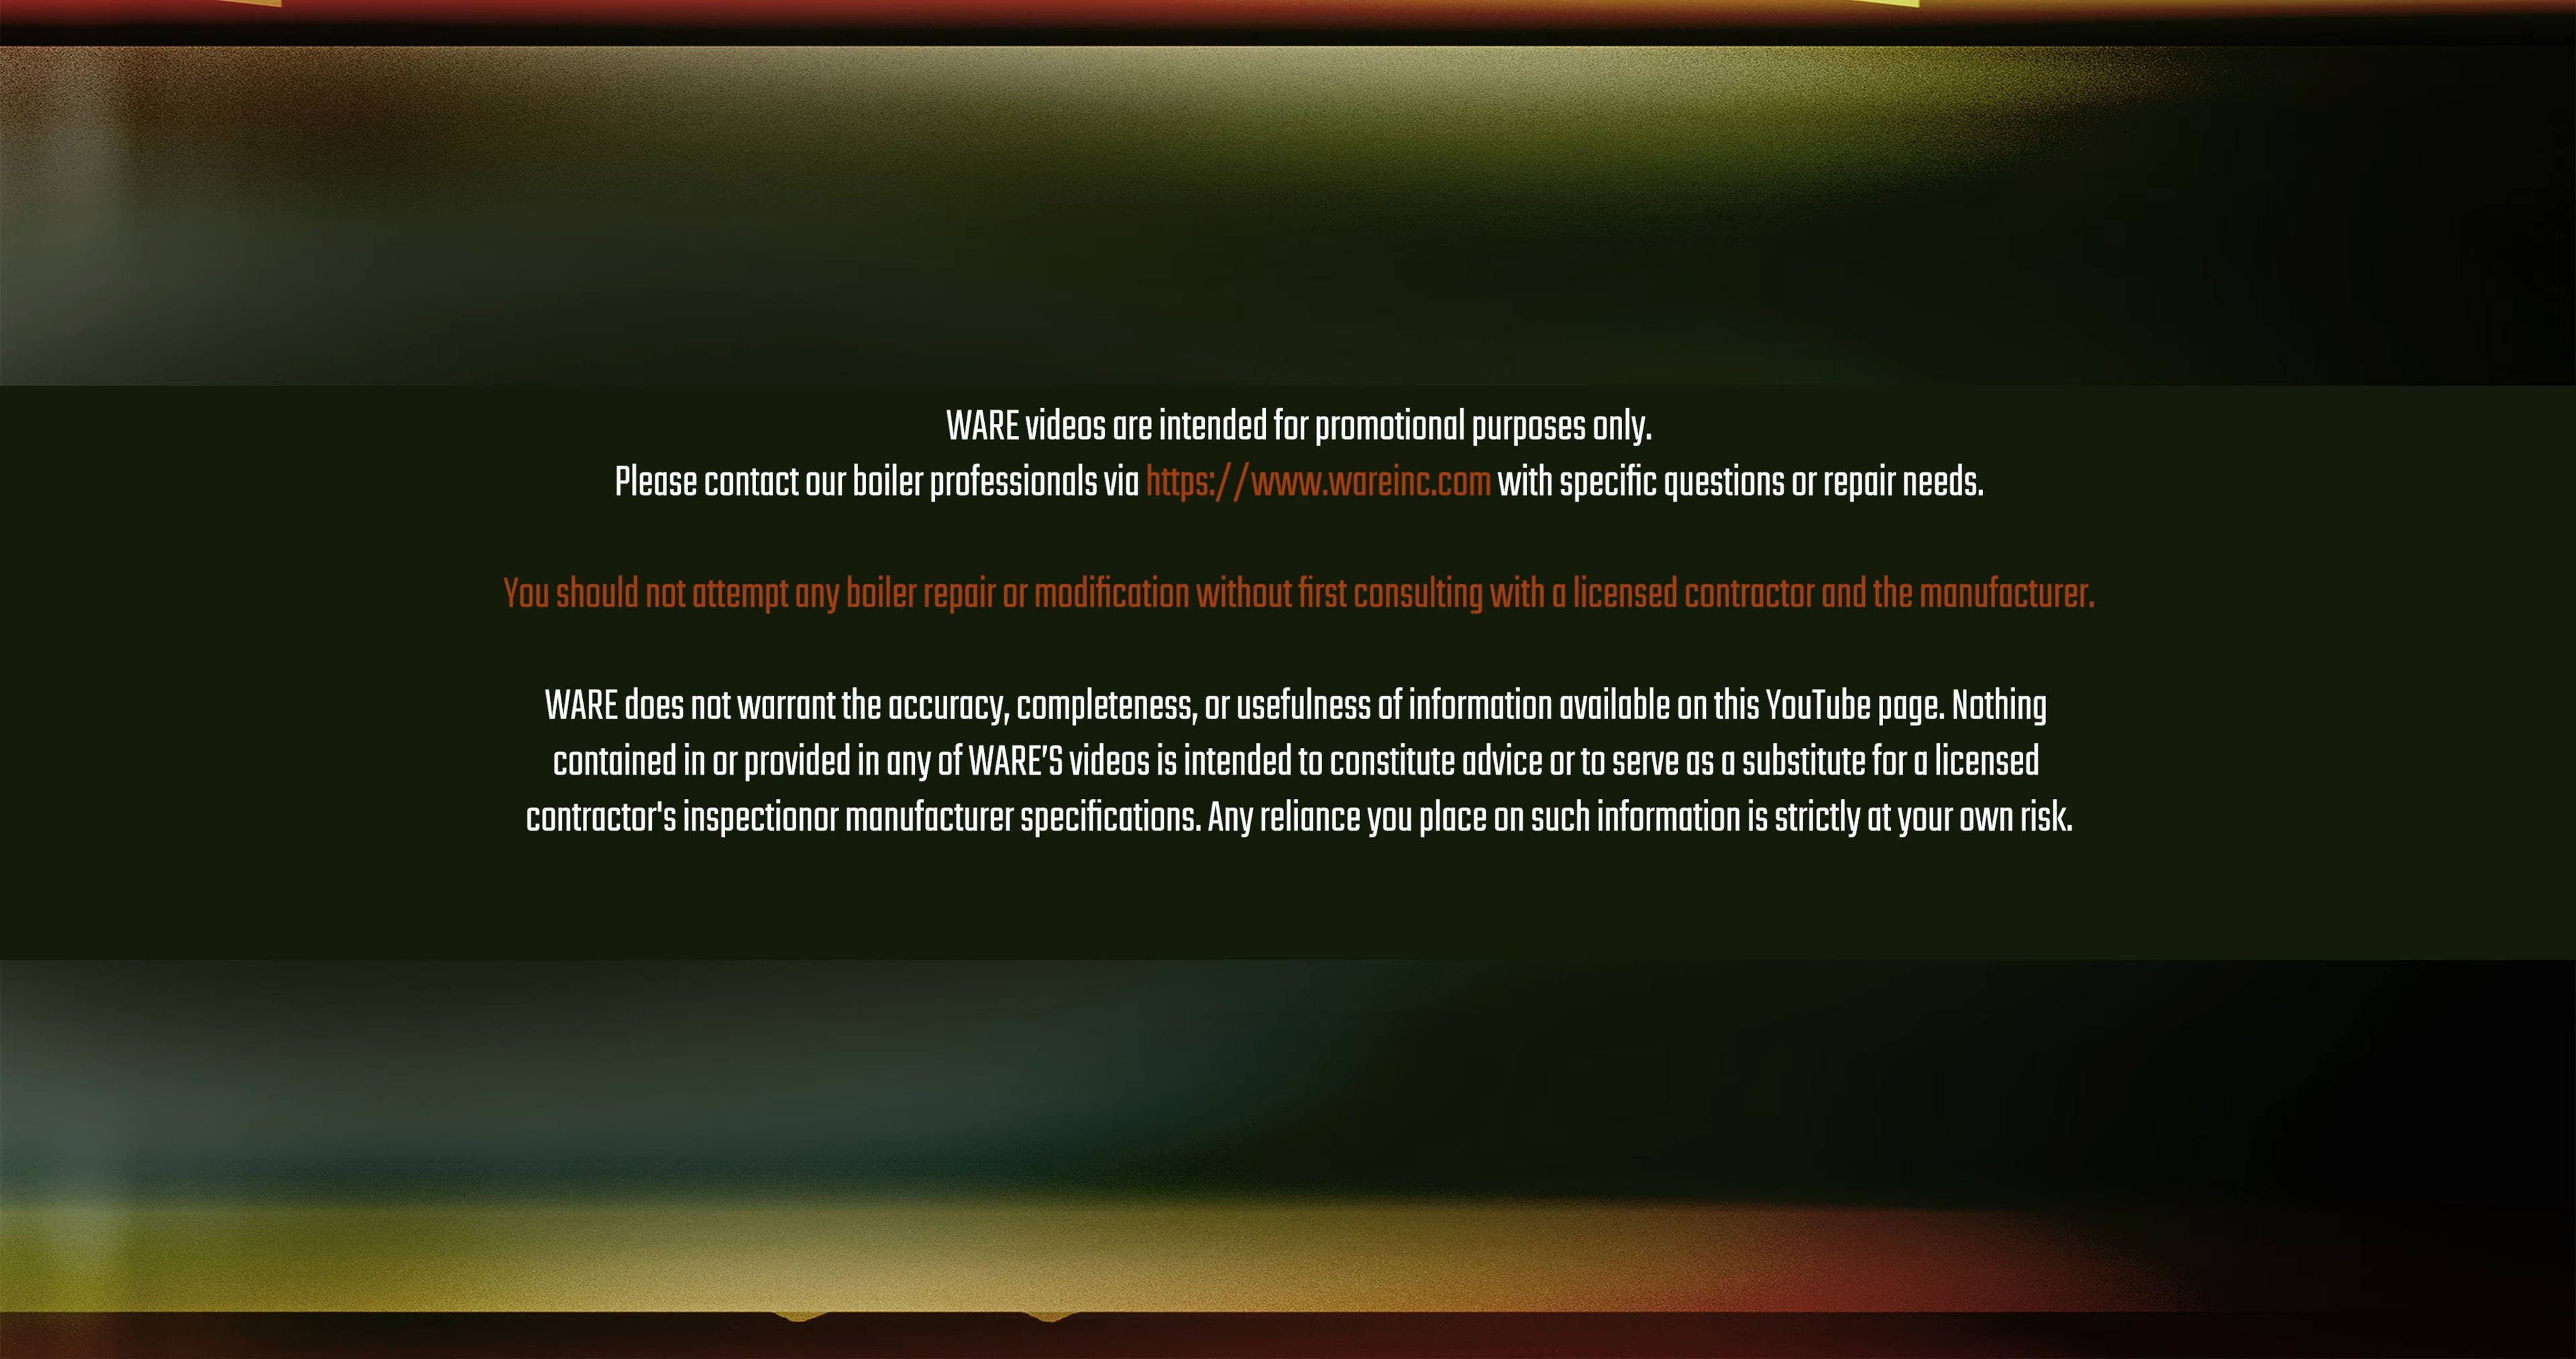 WARE videos are intended for promotional purposes only.
Please contact our boiler professionals via https://www.wareinc.com with specific questions or repair needs.
You should not attempt any boiler repair or modification without first consulting with a licensed contractor and the manufacturer.
WARE does not warrant the accuracy, completeness, or usefulness of information available on this YouTube page. Nothing
contained in or provided in any of WARE'S videos is intended to constitute advice or to serve as a substitute for a licensed
contractor's inspectionor manufacturer specifications. Any reliance you place on such information is strictly at your own risk.